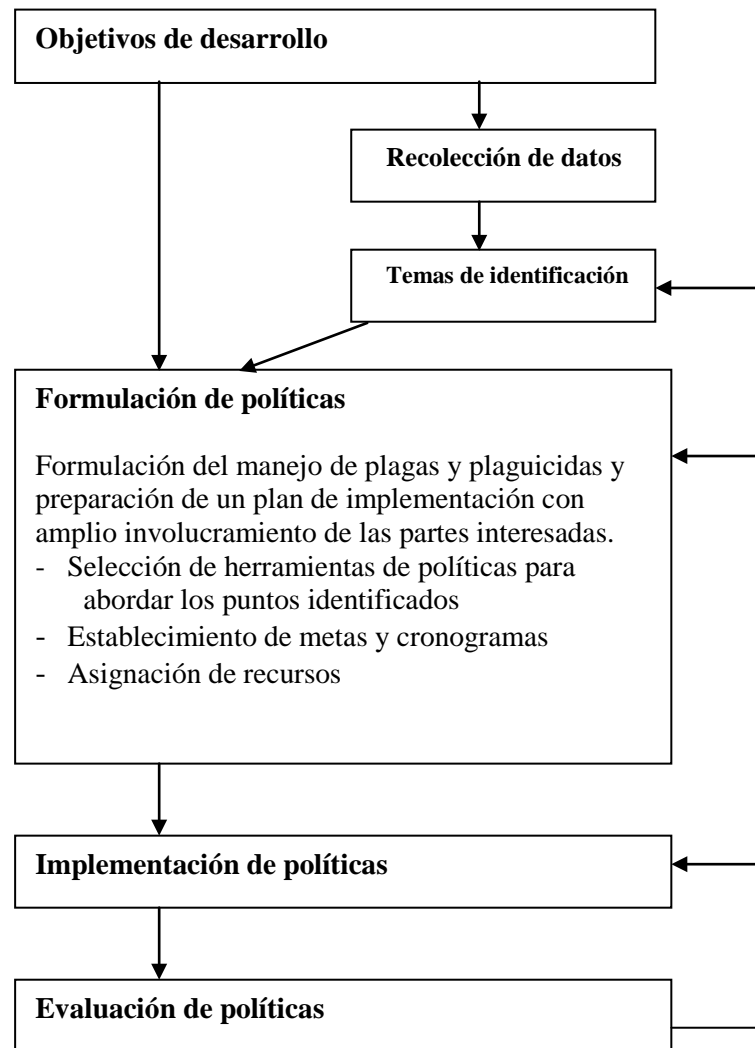 Objetivos de desarrollo
Recolección de datos
Temas de identificación
Formulación de políticas
Formulación del manejo de plagas y plaguicidas y
preparación de un plan de implementación con
amplio involucramiento de las partes interesadas.
- Selección de herramientas de políticas para
abordar los puntos identificados
- Establecimiento de metas y cronogramas
- Asignación de recursos
Implementación de políticas
Evaluación de políticas